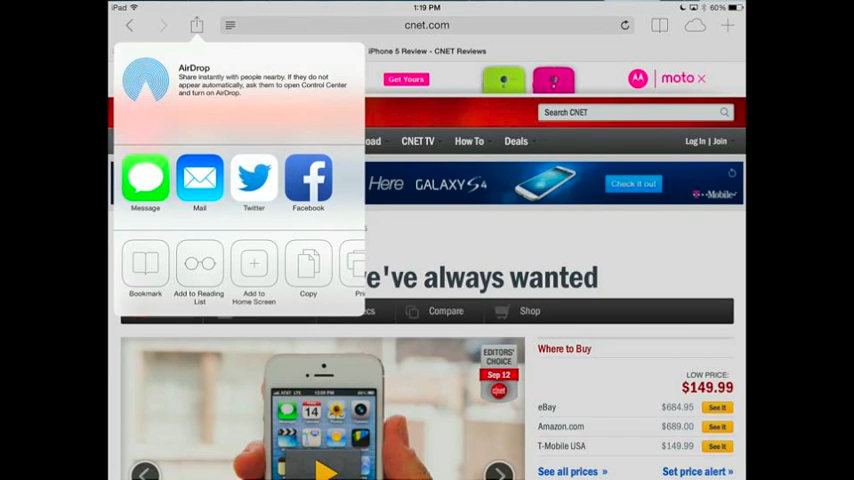 iPad
1:19 PM
60%
cnet.com
iPhone 5 Review - CNET Reviews
AirDrop
Share instantly with people nearby. If they do not
appear automatically, ask them to open Control Center
and turn on AirDrop.
Get Yours
moto x
Search CNET
oad
CNET TV
How To
Deals
Log In | Join
Message
Mail
Twitter
Facebook
Here GALAXY S4
Check it out
T-Mobile
Bookmark
Add to Reading
List
Add to
Home Screen
Copy
Pri
e've always wanted
ecs
Compare
Shop
EDITORS'
CHOICE
Sep 12
cnet
Where to Buy
LOW PRICE:
$149.99
eBay
$684.95
See It
Amazon.com
$689.00
See It
T-Mobile USA
$149.99
See It
See all prices »
Set price alert »